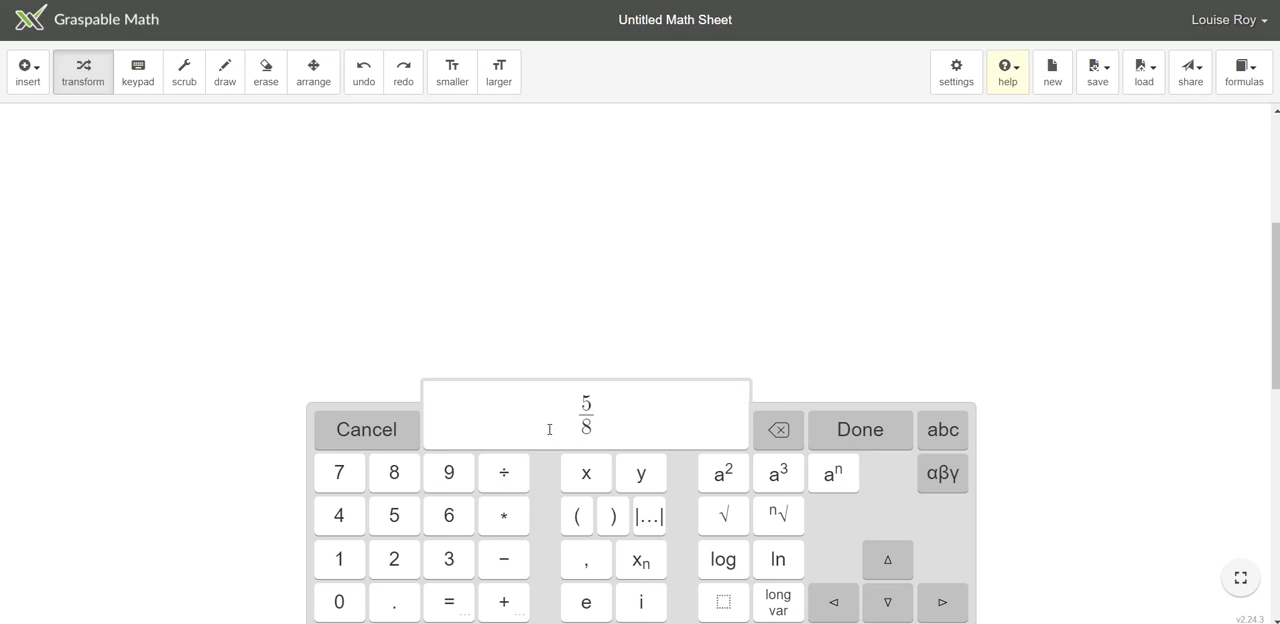 Graspable Math
Untitled Math Sheet
Louise Roy
insert
transform
keypad
scrub
draw
erase
arrange
undo
redo
Tт
smaller
тT
larger
settings
help
new
save
load
share
formulas
5
8
Cancel
Done
abc
7 8 9 ÷ x y a² a³ aⁿ αβγ
4 5 6 * ( ) |...| √ ⁿ√
1 2 3 − , xₙ log ln
0 . = ... + ... e i long
var
v2.24.3